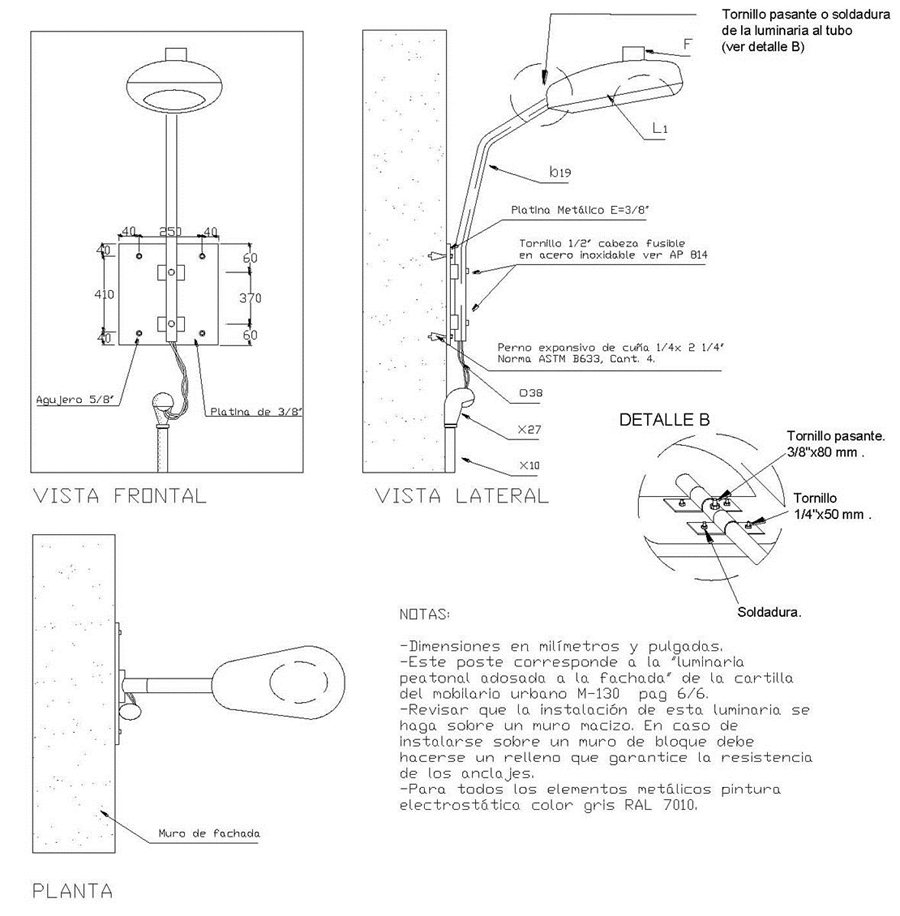 Tornillo pasante o soldadura
de la luminaria al tubo
(ver detalle B)
F
L1
b19
Platina Metálico E=3/8"
Tornillo 1/2" cabeza fusible
en acero inoxidable ver AP 814
40
250
40
40
410
40
60
370
60
Perno expansivo de cuña 1/4x 2 1/4"
Norma ASTM B633, Cant. 4.
D38
X27
X10
Agujero 5/8"
Platina de 3/8"
VISTA FRONTAL
VISTA LATERAL
DETALLE B
Tornillo pasante.
3/8"x80 mm .
Tornillo
1/4"x50 mm .
Soldadura.
NOTAS:
-Dimensiones en milímetros y pulgadas.
-Este poste corresponde a la "luminaria
peatonal adosada a la fachada" de la cartilla
del mobilario urbano M-130 pag 6/6.
-Revisar que la instalación de esta luminaria se
haga sobre un muro macizo. En caso de
instalarse sobre un muro de bloque debe
hacerse un relleno que garantice la resistencia
de los anclajes.
-Para todos los elementos metálicos pintura
electrostática color gris RAL 7010.
Muro de fachada
PLANTA